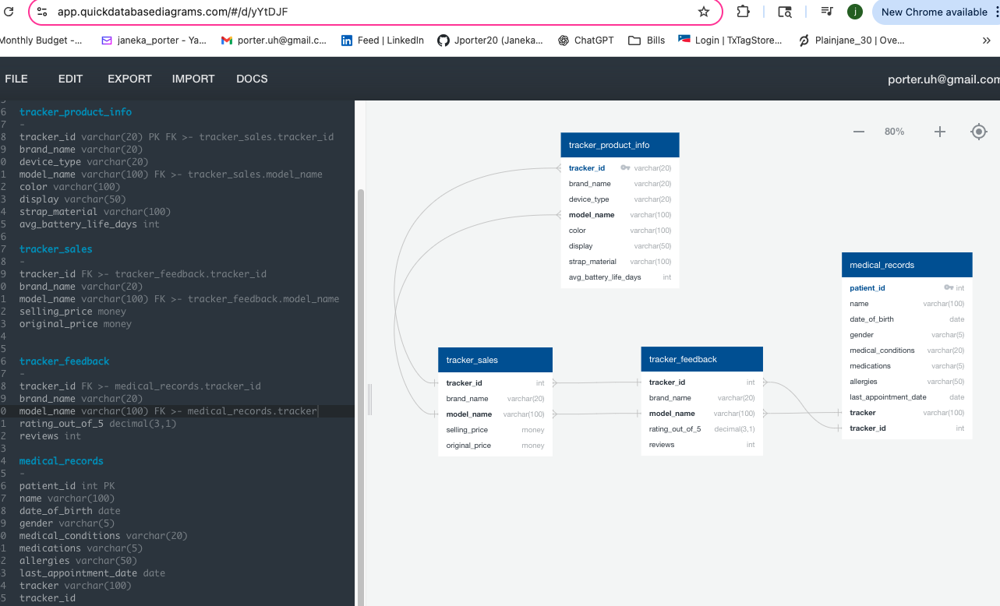 app.quickdatabasediagrams.com/#/d/yYtDJF
j
New Chrome available
Monthly Budget -...
janeka_porter - Ya...
porter.uh@gmail.c...
Feed | LinkedIn
Jporter20 (Janeka...
ChatGPT
Bills
Login | TxTagStore...
Plainjane_30 | Ove...
»
FILE
EDIT
EXPORT
IMPORT
DOCS
porter.uh@gmail.com
5
6 tracker_product_info
7 -
8 tracker_id varchar(20) PK FK >- tracker_sales.tracker_id
9 brand_name varchar(20)
0 device_type varchar(20)
1 model_name varchar(100) FK >- tracker_sales.model_name
2 color varchar(100)
3 display varchar(50)
4 strap_material varchar(100)
5 avg_battery_life_days int
6
7 tracker_sales
8 -
9 tracker_id FK >- tracker_feedback.tracker_id
0 brand_name varchar(20)
1 model_name varchar(100) FK >- tracker_feedback.model_name
2 selling_price money
3 original_price money
4
5
6 tracker_feedback
7 -
8 tracker_id FK >- medical_records.tracker_id
9 brand_name varchar(20)
0 model_name varchar(100) FK >- medical_records.tracker
1 rating_out_of_5 decimal(3,1)
2 reviews int
3
4 medical_records
5 -
6 patient_id int PK
7 name varchar(100)
8 date_of_birth date
9 gender varchar(5)
0 medical_conditions varchar(20)
1 medications varchar(5)
2 allergies varchar(50)
3 last_appointment_date date
4 tracker varchar(100)
5 tracker_id
80%
tracker_product_info
tracker_id varchar(20)
brand_name varchar(20)
device_type varchar(20)
model_name varchar(100)
color varchar(100)
display varchar(50)
strap_material varchar(100)
avg_battery_life_days int
medical_records
patient_id int
name varchar(100)
date_of_birth date
gender varchar(5)
medical_conditions varchar(20)
medications varchar(5)
allergies varchar(50)
last_appointment_date date
tracker varchar(100)
tracker_id int
tracker_sales
tracker_id int
brand_name varchar(20)
model_name varchar(100)
selling_price money
original_price money
tracker_feedback
tracker_id int
brand_name varchar(20)
model_name varchar(100)
rating_out_of_5 decimal(3,1)
reviews int